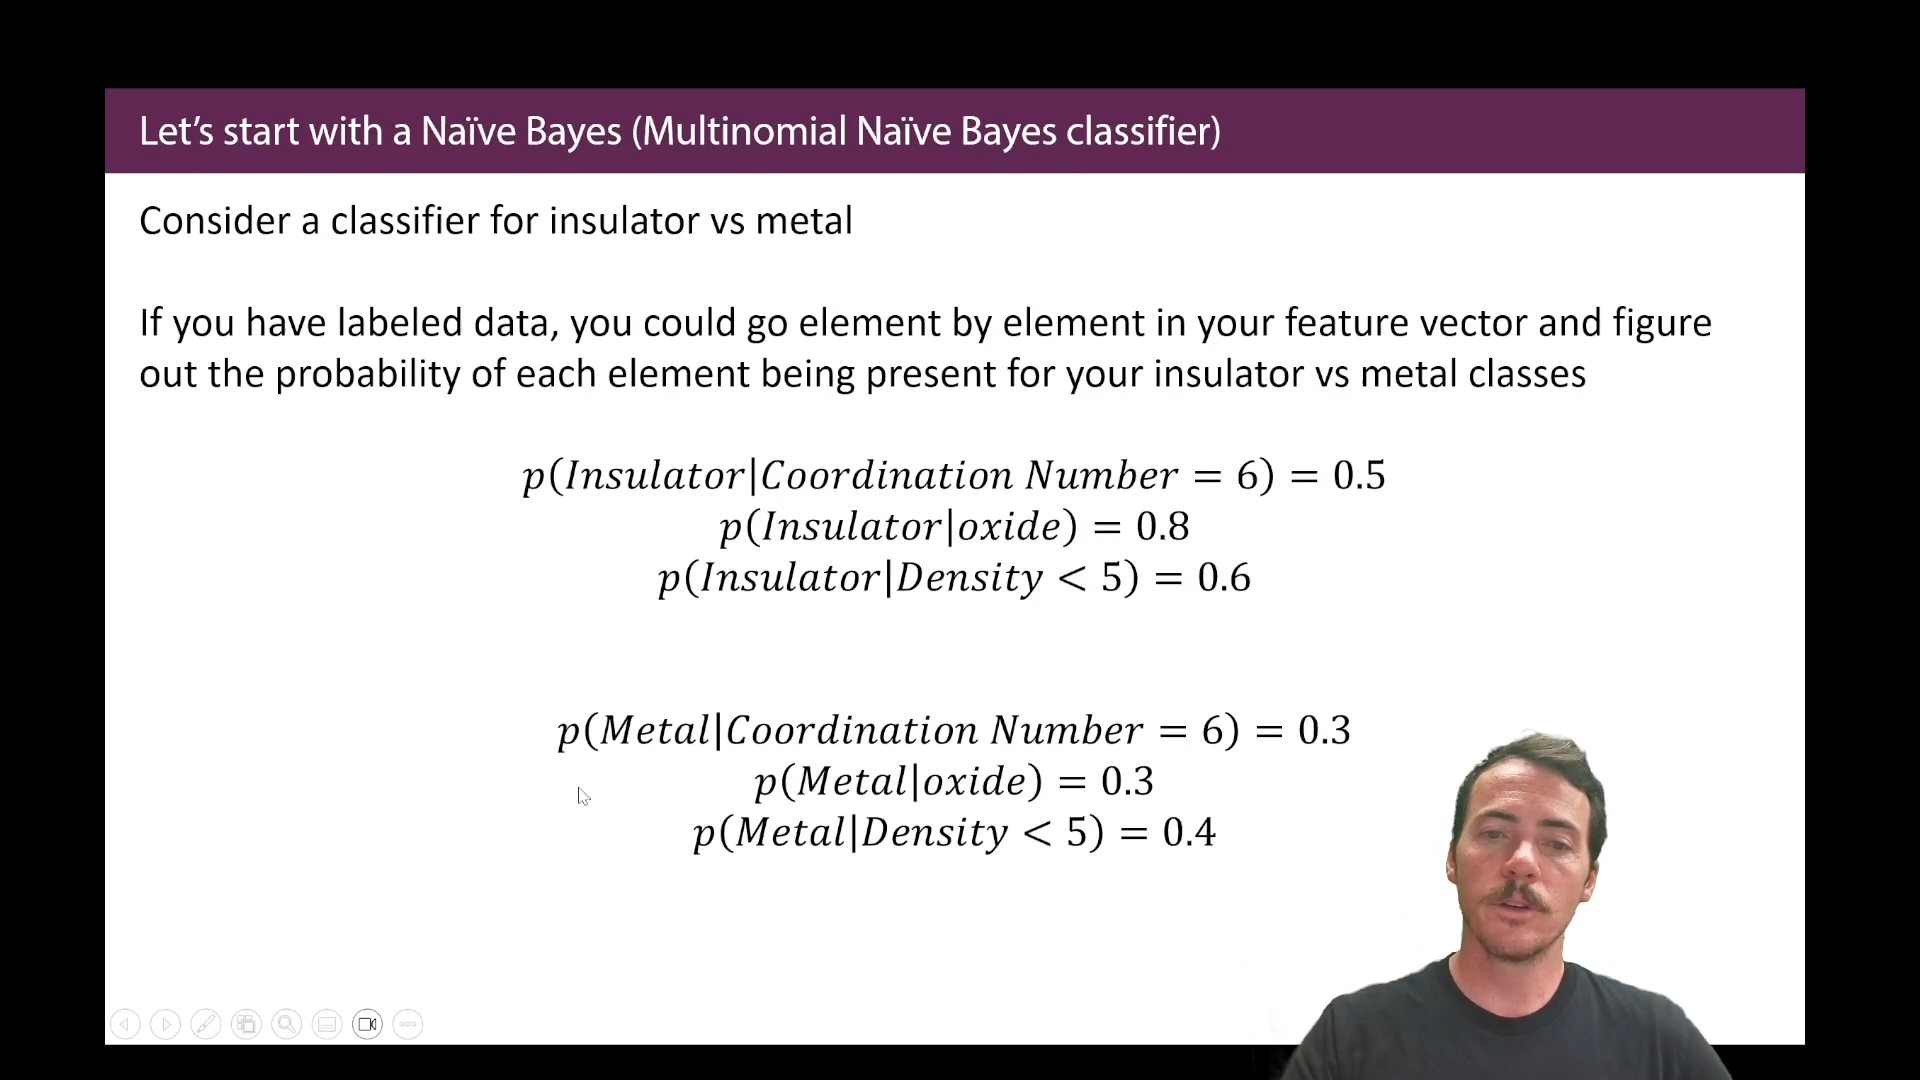 Let's start with a Naïve Bayes (Multinomial Naïve Bayes classifier)
Consider a classifier for insulator vs metal
If you have labeled data, you could go element by element in your feature vector and figure
out the probability of each element being present for your insulator vs metal classes
p(Insulator|Coordination Number = 6) = 0.5
p(Insulator|oxide) = 0.8
p(Insulator|Density < 5) = 0.6
p(Metal|Coordination Number = 6) = 0.3
p(Metal|oxide) = 0.3
p(Metal|Density < 5) = 0.4